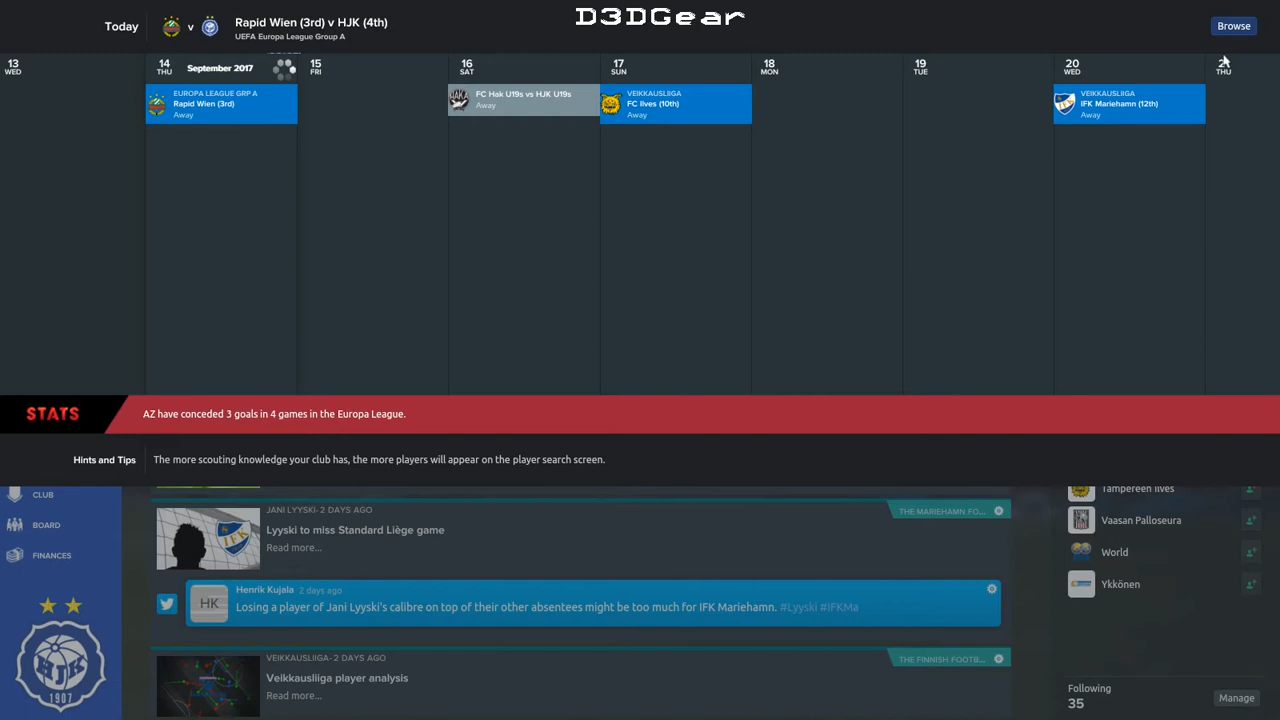 D3DGear
Today
Rapid Wien (3rd) v HJK (4th)
v
UEFA Europa League Group A
Browse
13
WED
14
THU
September 2017
15
FRI
16
SAT
17
SUN
18
MON
19
TUE
20
WED
THU
EUROPA LEAGUE GRP A
Rapid Wien (3rd)
Away
FC Hak U19s vs HJK U19s
Away
VEIKKAUSLIIGA
FC Ilves (10th)
Away
VEIKKAUSLIIGA
IFK Mariehamn (12th)
Away
STATS
AZ have conceded 3 goals in 4 games in the Europa League.
Hints and Tips
The more scouting knowledge your club has, the more players will appear on the player search screen.
CLUB
BOARD
FINANCES
HJK
1907
JANI LYYSKI - 2 DAYS AGO
THE MARIEHAMN FO...
Lyyski to miss Standard Liège game
Read more...
IFK
Henrik Kujala 2 days ago
HK
Losing a player of Jani Lyyski's calibre on top of their other absentees might be too much for IFK Mariehamn. #Lyyski #IFKMa
VEIKKAUSLIIGA - 2 DAYS AGO
THE FINNISH FOOTB...
Veikkausliiga player analysis
Read more...
Tampereen Ilves
Vaasan Palloseura
World
Ykkönen
Following
35
Manage